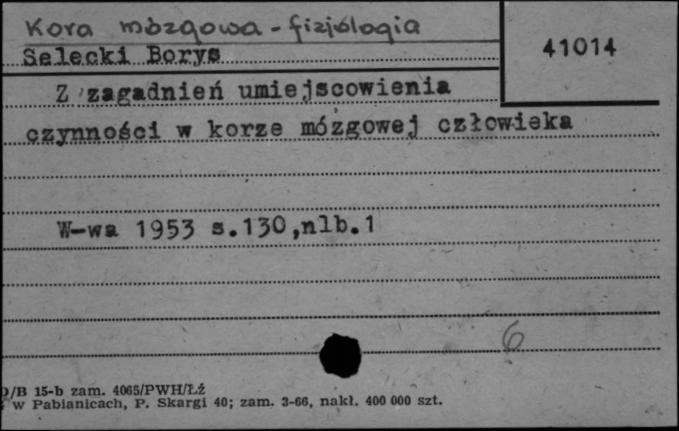 Kora mózgowa - fizjologia
Selecki Borys
41014
Z zagadnień umiejscowienia
czynności w korze mózgowej człowieka
W-wa 1953 s.130,nlb.1
6
/B 15-b zam. 4065/PWH/ŁŻ
w Pabianicach, P. Skargi 40; zam. 3-66, nakł. 400 000 szt.